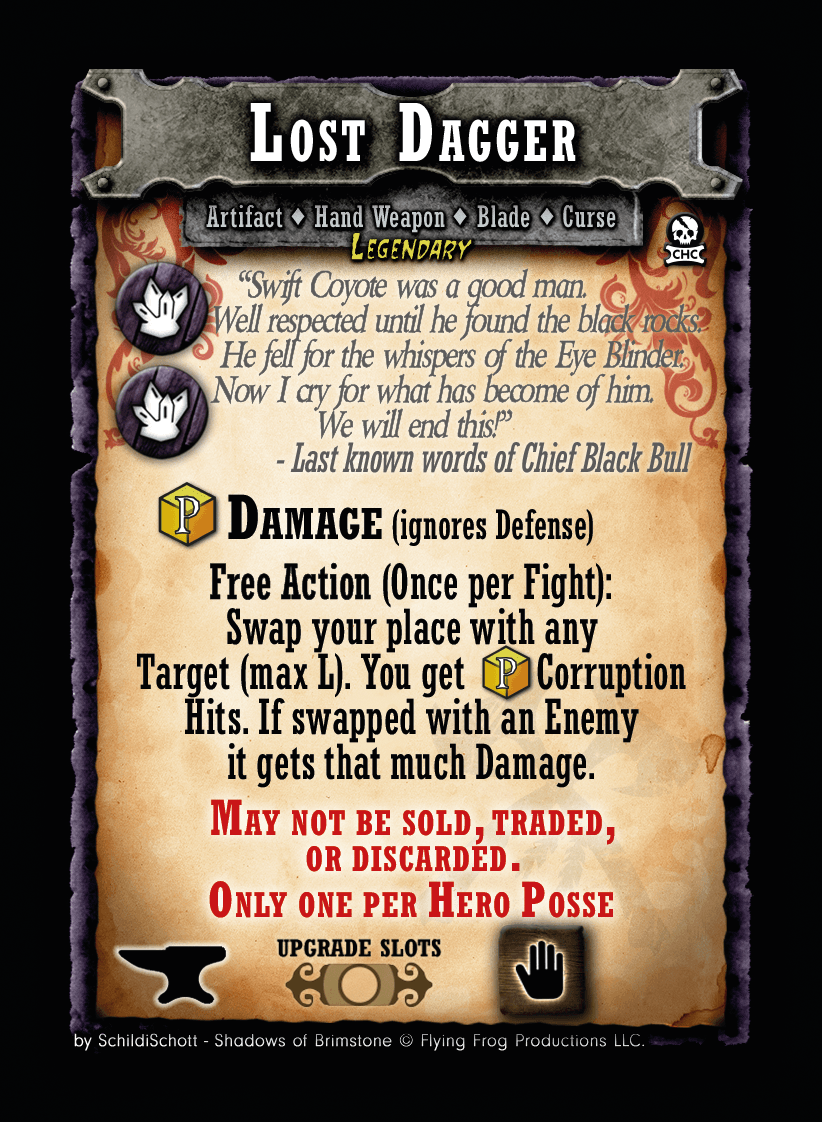 Lost Dagger
Artifact ♦ Hand Weapon ♦ Blade ♦ Curse
Legendary
CHC
“Swift Coyote was a good man.
Well respected until he found the black rocks.
He fell for the whispers of the Eye Blinder.
Now I cry for what has become of him.
We will end this!”
- Last known words of Chief Black Bull
P Damage (ignores Defense)
Free Action (Once per Fight):
Swap your place with any
Target (max L). You get P Corruption
Hits. If swapped with an Enemy
it gets that much Damage.
May not be sold, traded,
or discarded.
Only one per Hero Posse
UPGRADE SLOTS
by SchildiSchott - Shadows of Brimstone © Flying Frog Productions LLC.